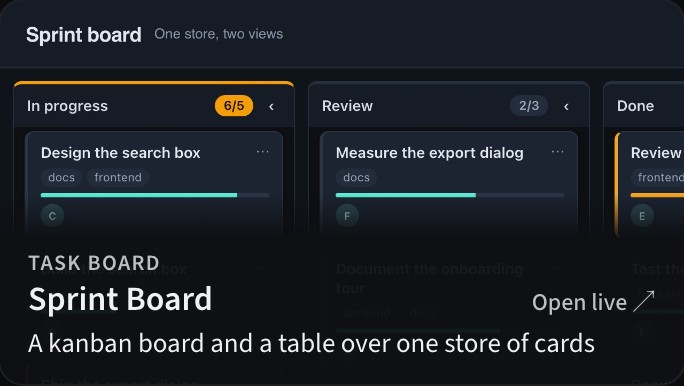 Sprint board One store, two views
In progress 6/5 ‹
Review 2/3 ‹
Done
Design the search box ...
docs frontend
C
Measure the export dialog ...
docs
F
Review
frontend
E
Document the onboarding
tour
Test the
TASK BOARD
Sprint Board
Open live ↗
A kanban board and a table over one store of cards